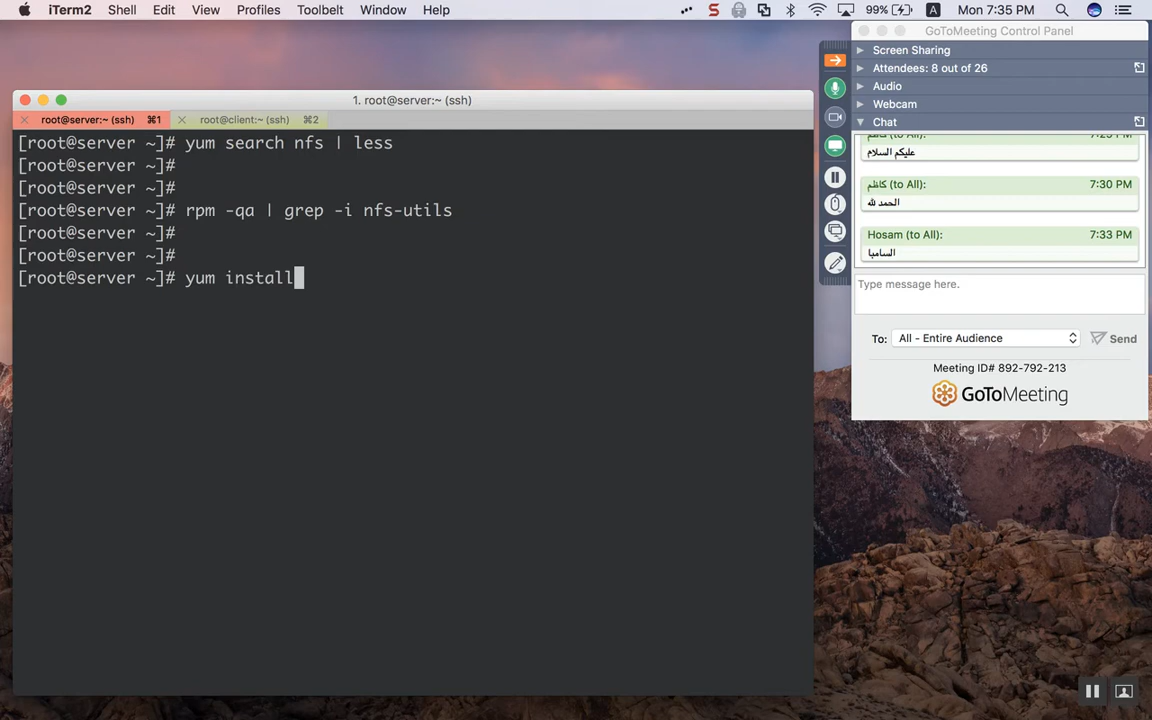 iTerm2 Shell Edit View Profiles Toolbelt Window Help
99% A Mon 7:35 PM
GoToMeeting Control Panel
Screen Sharing
Attendees: 8 out of 26
Audio
Webcam
Chat
1. root@server:~ (ssh)
root@server:~ (ssh) ⌘1 root@client:~ (ssh) ⌘2
[root@server ~]# yum search nfs | less
[root@server ~]#
[root@server ~]#
[root@server ~]# rpm -qa | grep -i nfs-utils
[root@server ~]#
[root@server ~]#
[root@server ~]# yum install
عليكم السلام
كاظم (to All): 7:30 PM
الحمد لله
Hosam (to All): 7:33 PM
السامبا
Type message here.
To: All - Entire Audience Send
Meeting ID# 892-792-213
GoToMeeting